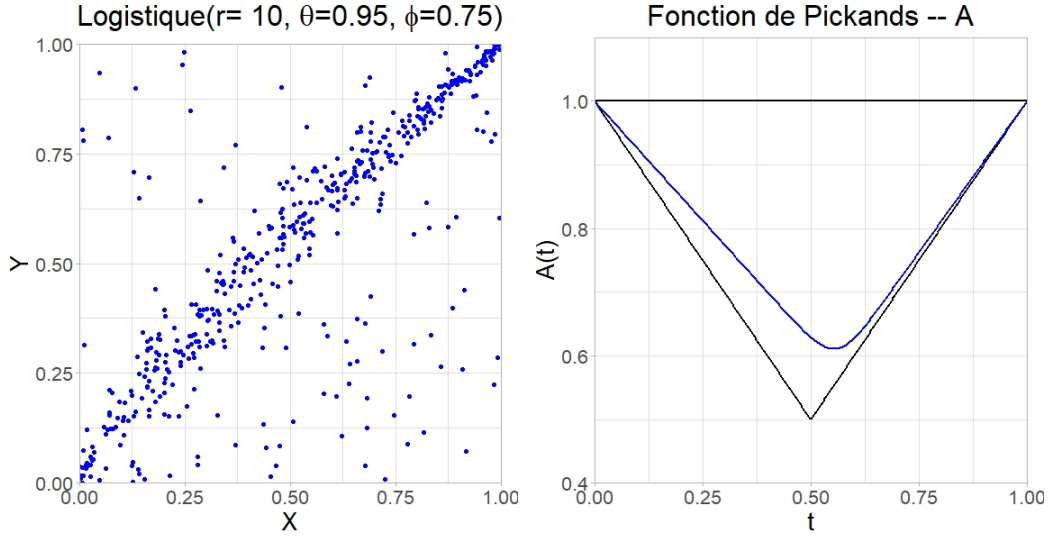 Logistique(r= 10, θ=0.95, ϕ=0.75)
1.00
0.75
0.50
0.25
0.00
Y
0.00 0.25 0.50 0.75 1.00
X
Fonction de Pickands -- A
1.0
0.8
0.6
0.4
A(t)
0.00 0.25 0.50 0.75 1.00
t